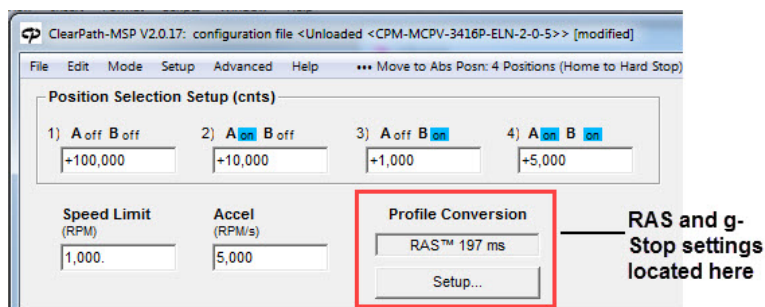 ClearPath-MSP V2.0.17: configuration file <Unloaded <CPM-MCPV-3416P-ELN-2-0-5>> [modified]
File Edit Mode Setup Advanced Help ••• Move to Abs Posn: 4 Positions (Home to Hard Stop)
Position Selection Setup (cnts)
1) A off B off 2) A on B off 3) A off B on 4) A on B on
+100,000 +10,000 +1,000 +5,000
Speed Limit Accel Profile Conversion
(RPM) (RPM/s)
1,000. 5,000 RAS™ 197 ms
Setup...
RAS and g-
Stop settings
located here